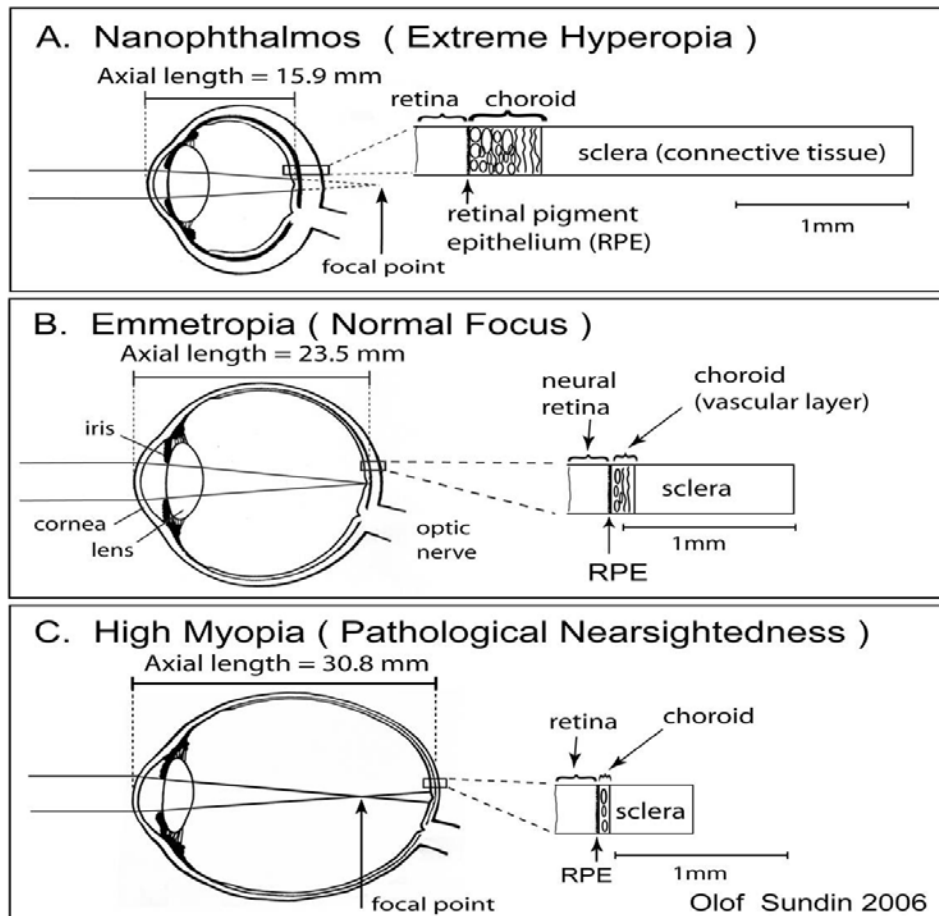 A. Nanophthalmos ( Extreme Hyperopia )
Axial length = 15.9 mm
retina choroid
sclera (connective tissue)
retinal pigment
epithelium (RPE)
1mm
focal point
B. Emmetropia ( Normal Focus )
Axial length = 23.5 mm
neural
retina
choroid
(vascular layer)
iris
sclera
cornea
lens
optic
nerve
1mm
RPE
C. High Myopia ( Pathological Nearsightedness )
Axial length = 30.8 mm
retina
choroid
sclera
RPE
1mm
focal point
Olof Sundin 2006